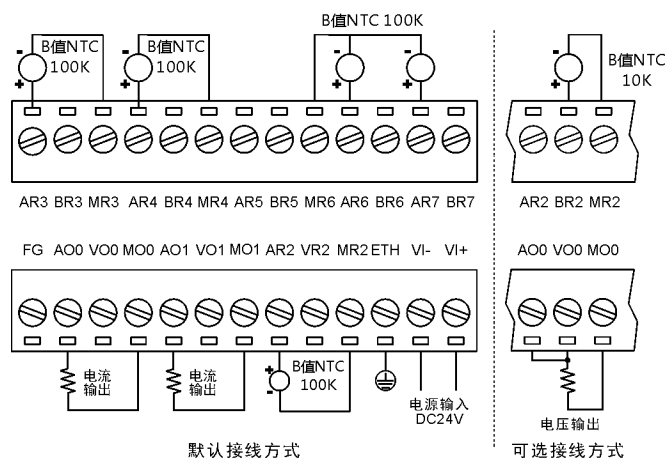 B值NTC 100K
B值NTC
100K
B值NTC
100K
B值NTC
10K
AR3 BR3 MR3 AR4 BR4 MR4 AR5 BR5 MR6 AR6 BR6 AR7 BR7
AR2 BR2 MR2
FG AO0 VO0 MO0 AO1 VO1 MO1 AR2 VR2 MR2 ETH VI- VI+
AO0 VO0 MO0
电流
输出
电流
输出
B值NTC
100K
电源输入
DC24V
电压输出
默认接线方式
可选接线方式